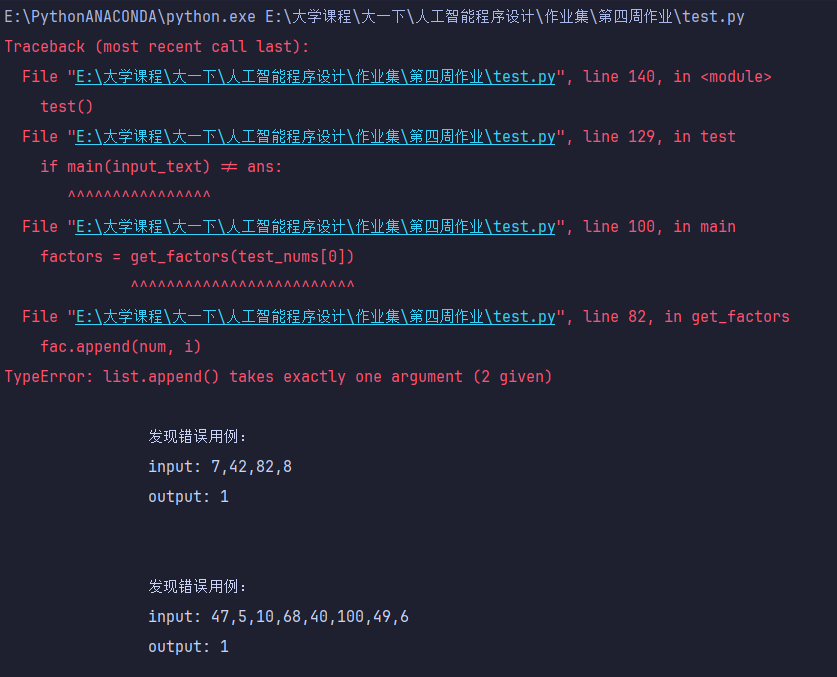 E:\PythonANACONDA\python.exe E:\大学课程\大一下\人工智能程序设计\作业集\第四周作业\test.py
Traceback (most recent call last):
  File "E:\大学课程\大一下\人工智能程序设计\作业集\第四周作业\test.py", line 140, in <module>
    test()
  File "E:\大学课程\大一下\人工智能程序设计\作业集\第四周作业\test.py", line 129, in test
    if main(input_text) != ans:
       ^^^^^^^^^^^^^^^^
  File "E:\大学课程\大一下\人工智能程序设计\作业集\第四周作业\test.py", line 100, in main
    factors = get_factors(test_nums[0])
              ^^^^^^^^^^^^^^^^^^^^^^^^^
  File "E:\大学课程\大一下\人工智能程序设计\作业集\第四周作业\test.py", line 82, in get_factors
    fac.append(num, i)
TypeError: list.append() takes exactly one argument (2 given)
发现错误用例:
input: 7,42,82,8
output: 1
发现错误用例:
input: 47,5,10,68,40,100,49,6
output: 1